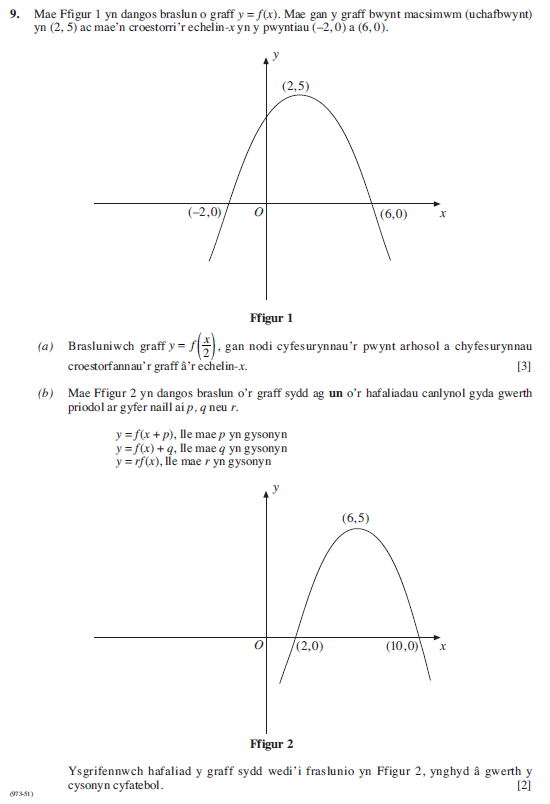 9. Mae Ffigur 1 yn dangos braslun o graff y = f(x). Mae gan y graff bwynt macsimwm (uchafbwynt)
yn (2, 5) ac mae'n croestorri'r echelin-x yn y pwyntiau (–2, 0) a (6, 0).
y
(2,5)
(–2,0)
O
(6,0)
x
Ffigur 1
(a) Brasluniwch graff y = f(x/2), gan nodi cyfesurynnau'r pwynt arhosol a chyfesurynnau
croestorfannau'r graff â'r echelin-x. [3]
(b) Mae Ffigur 2 yn dangos braslun o'r graff sydd ag un o'r hafaliadau canlynol gyda gwerth
priodol ar gyfer naill ai p, q neu r.
y = f(x + p), lle mae p yn gysonyn
y = f(x) + q, lle mae q yn gysonyn
y = rf(x), lle mae r yn gysonyn
y
(6,5)
O
(2,0)
(10,0)
x
Ffigur 2
Ysgrifennwch hafaliad y graff sydd wedi'i fraslunio yn Ffigur 2, ynghyd â gwerth y
cysonyn cyfatebol. [2]
(973-51)